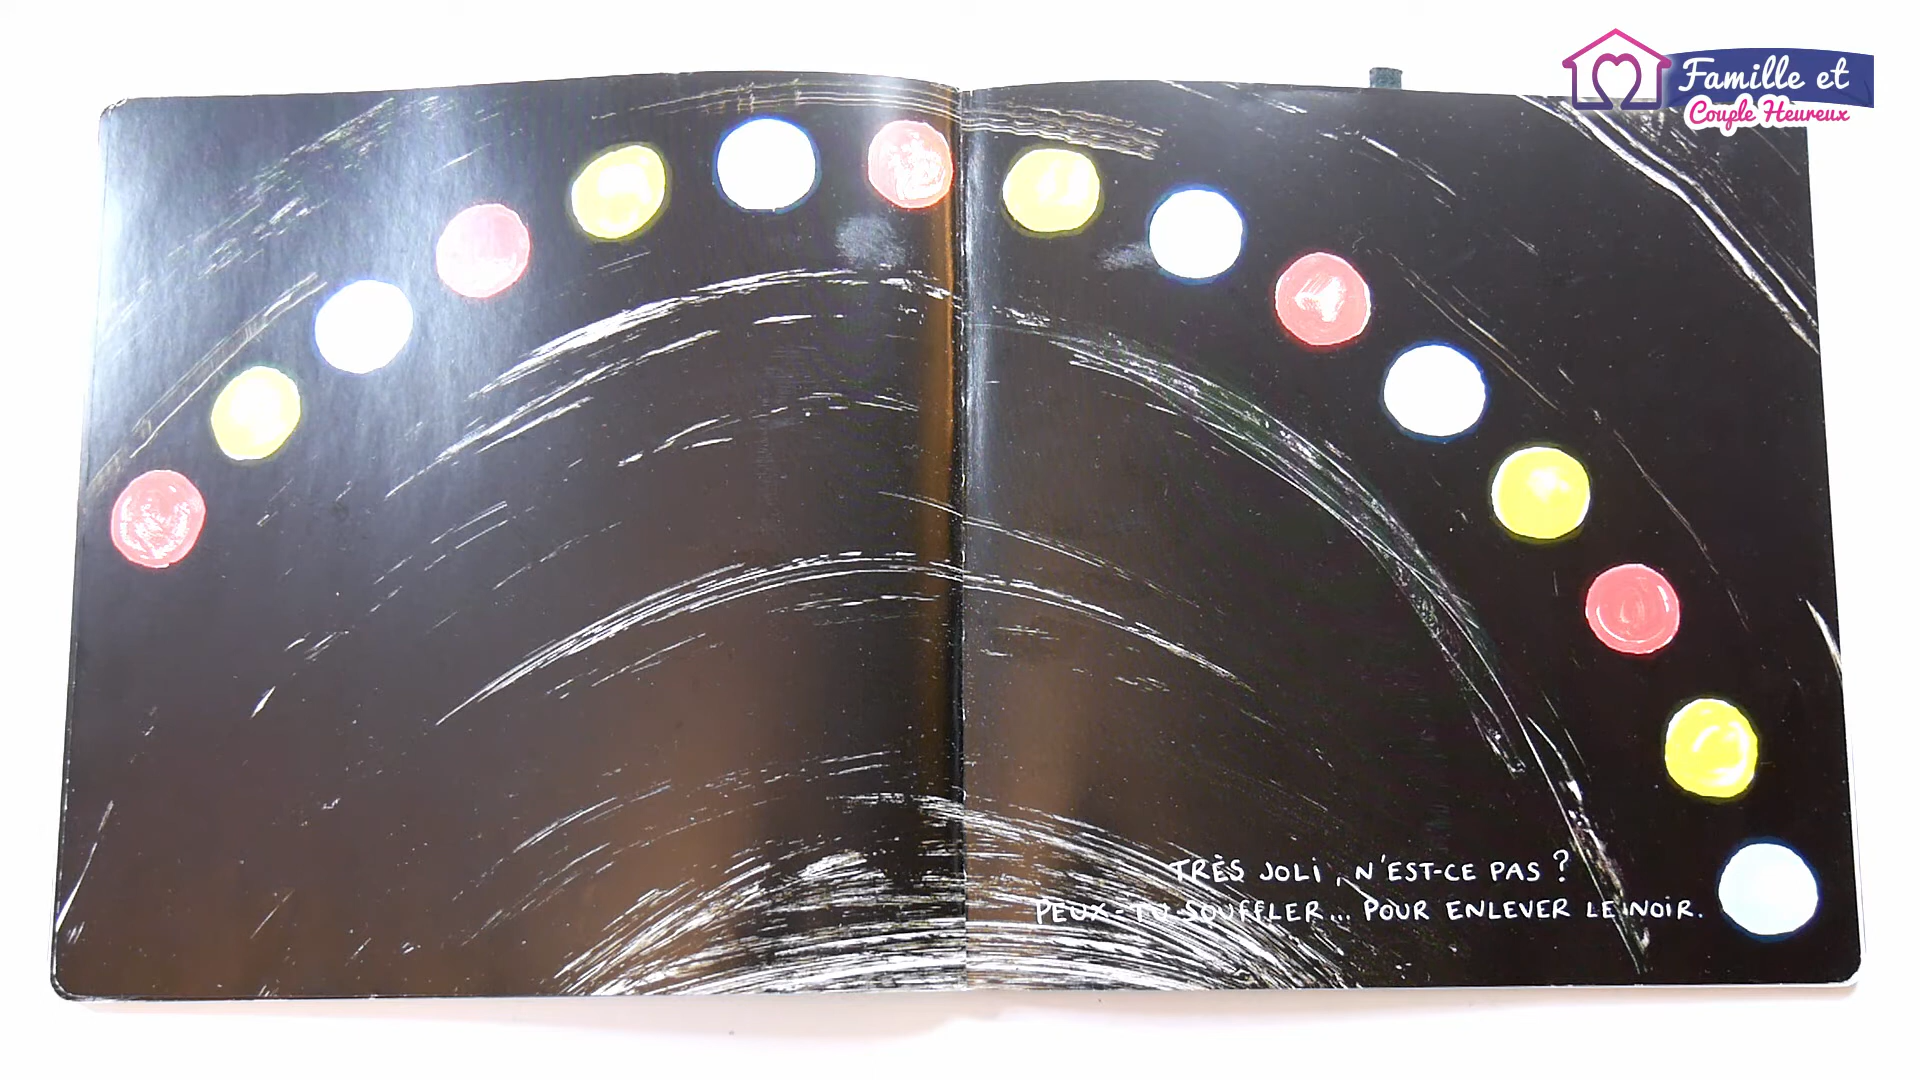 Famille et
Couple Heureux
TRÈS JOLI, N'EST-CE PAS ?
PEUX-TU SOUFFLER... POUR ENLEVER LE NOIR.